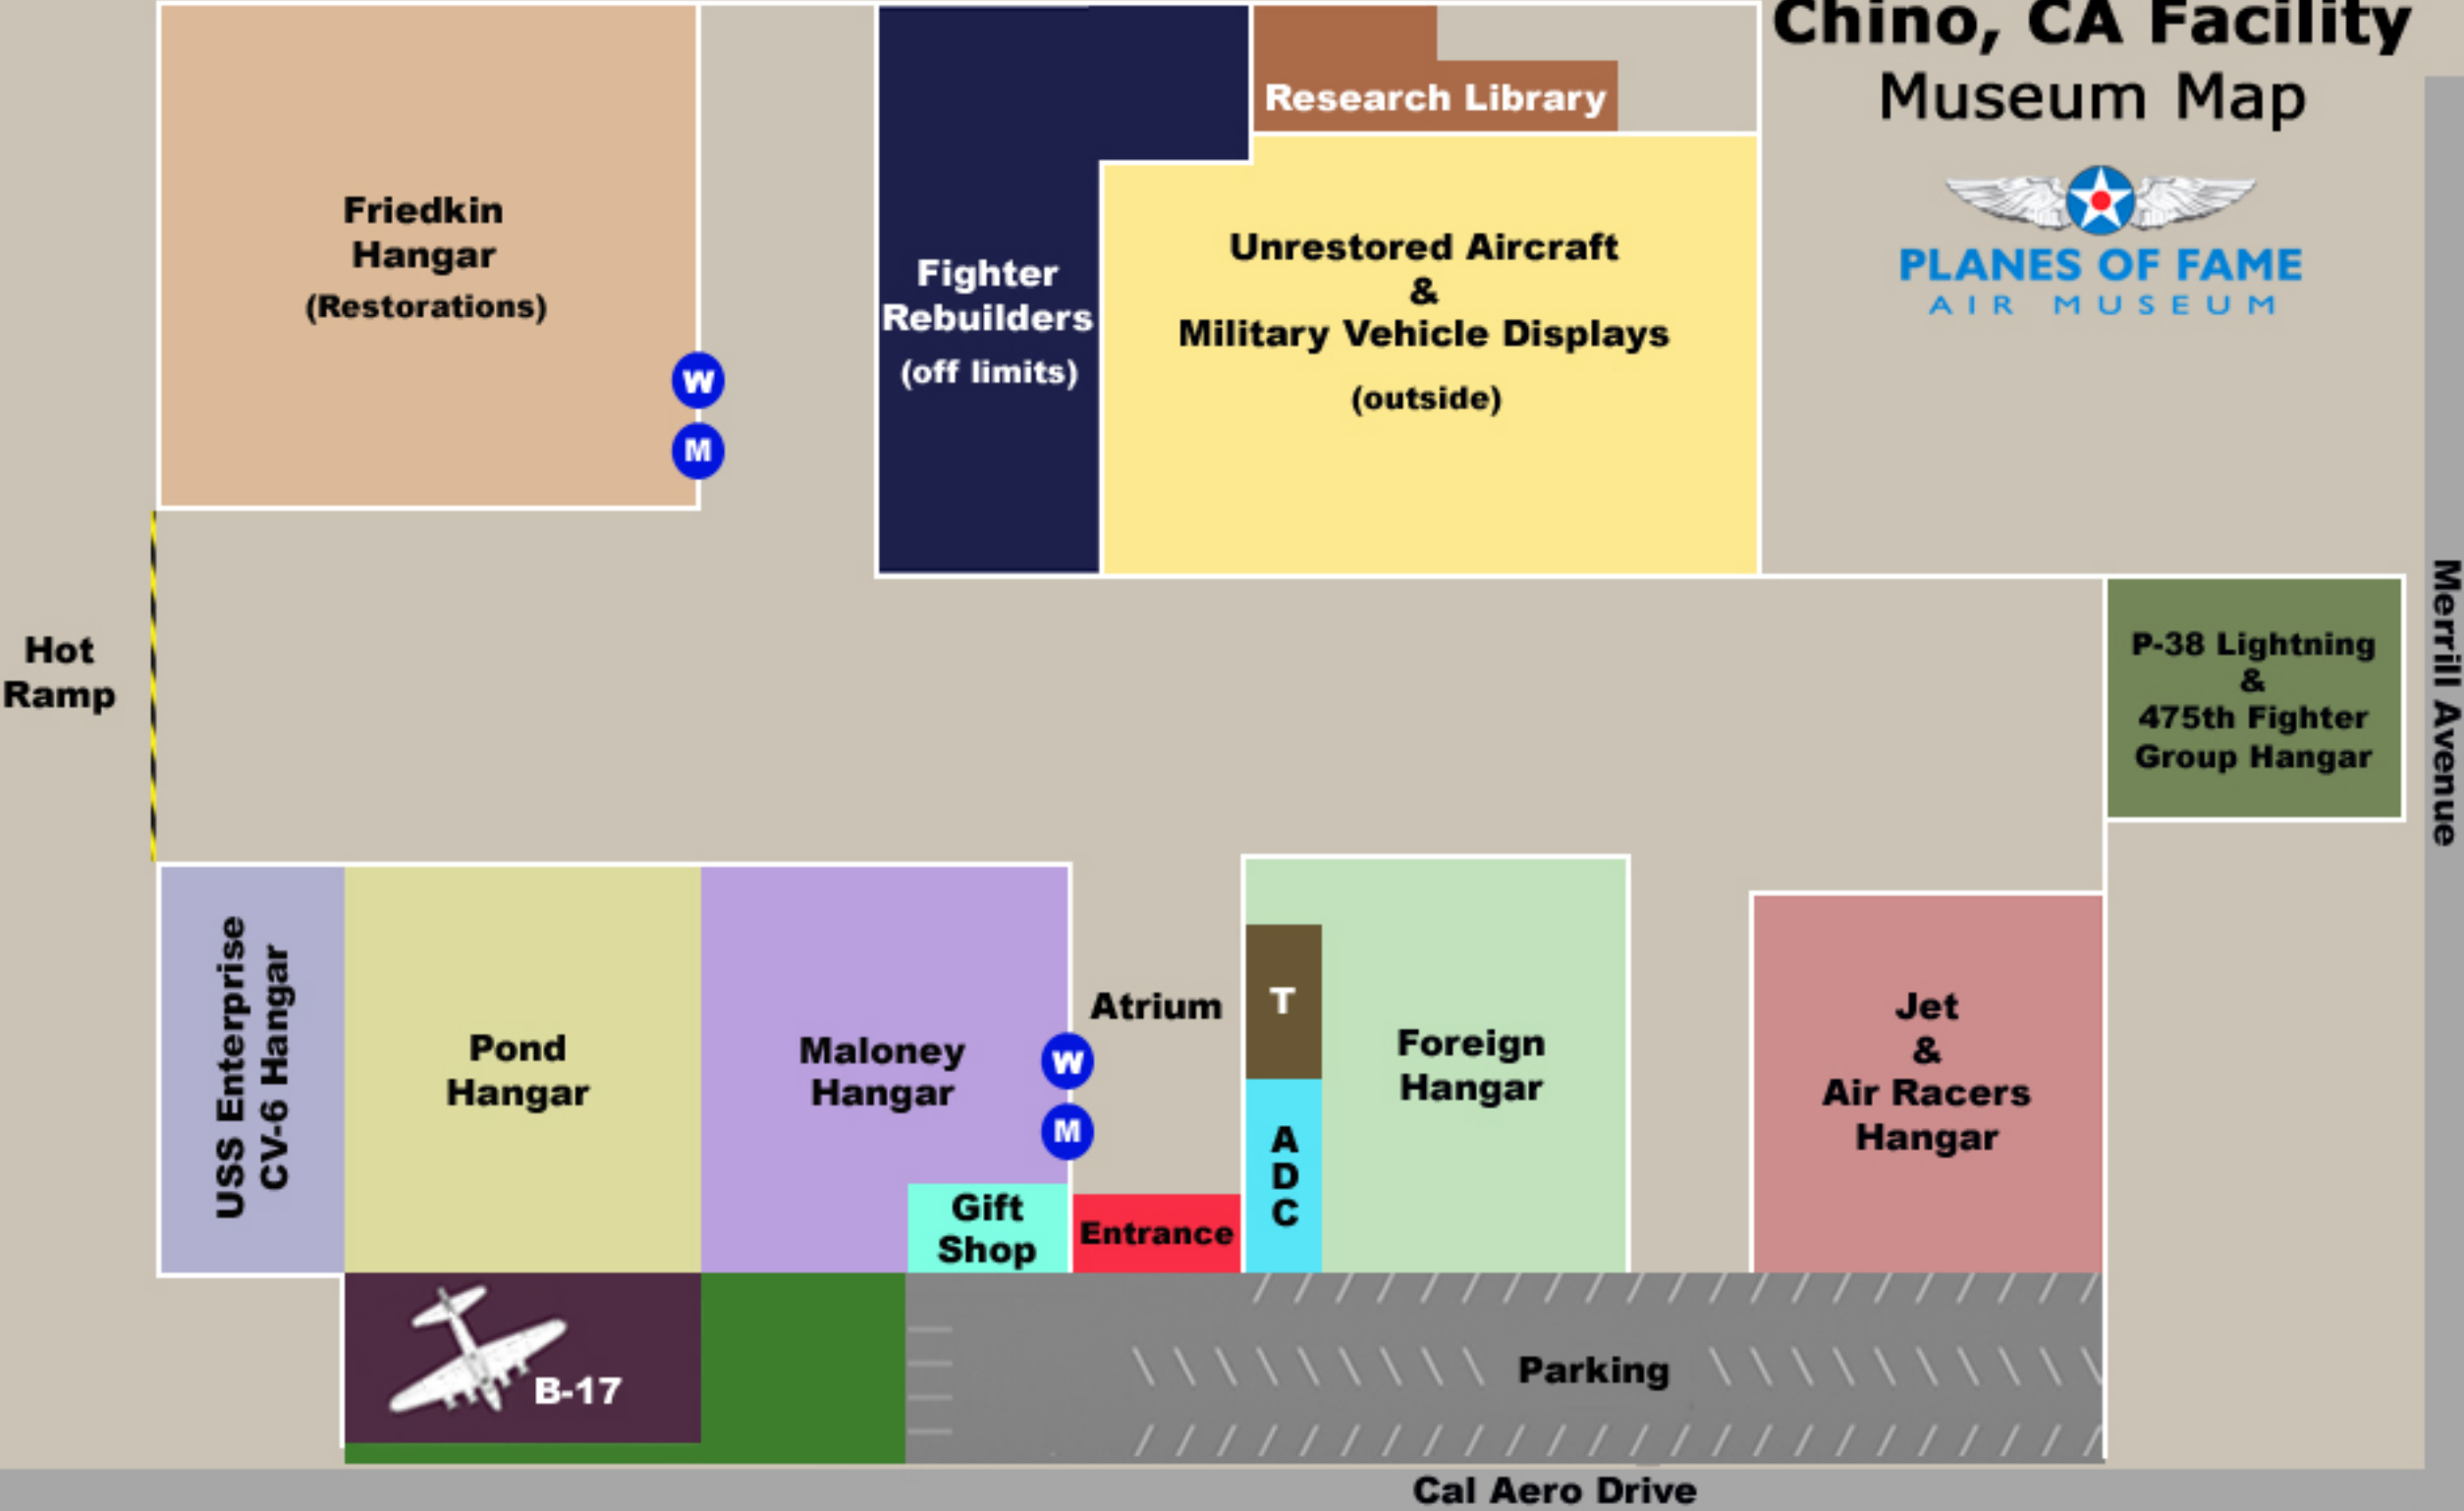 Chino, CA Facility
Museum Map
PLANES OF FAME
AIR MUSEUM
Research Library
Friedkin
Hangar
(Restorations)
W
M
Fighter
Rebuilders
(off limits)
Unrestored Aircraft
&
Military Vehicle Displays
(outside)
Hot
Ramp
P-38 Lightning
&
475th Fighter
Group Hangar
Merrill Avenue
USS Enterprise
CV-6 Hangar
Pond
Hangar
Maloney
Hangar
W
M
Atrium
T
A
D
C
Foreign
Hangar
Jet
&
Air Racers
Hangar
Gift
Shop
Entrance
B-17
Parking
Cal Aero Drive